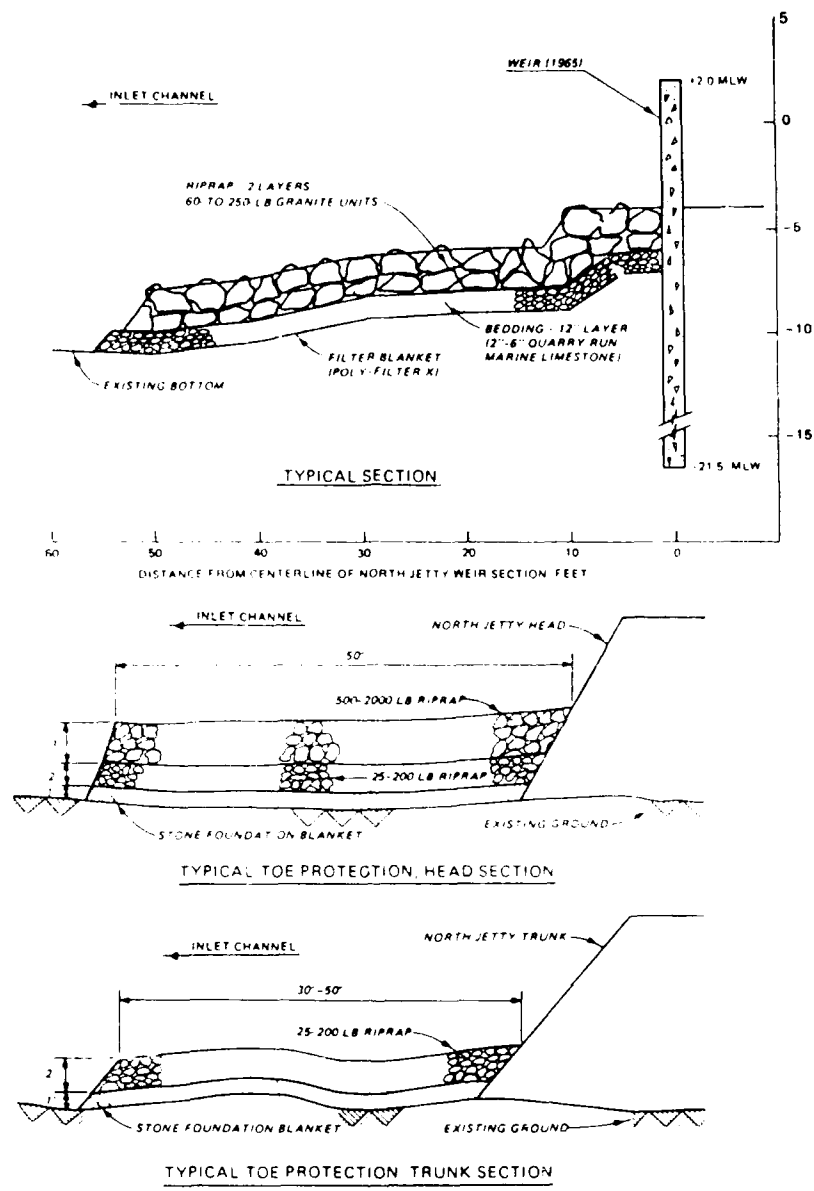 5
WEIR (1965)
+2.0 MLW
INLET CHANNEL
0
RIPRAP 2 LAYERS
60-TO 250-LB GRANITE UNITS
-5
BEDDING - 12" LAYER
(2"-6" QUARRY RUN
MARINE LIMESTONE)
-10
FILTER BLANKET
(POLY-FILTER X)
EXISTING BOTTOM
-15
-21.5 MLW
TYPICAL SECTION
60 50 40 30 20 10 0
DISTANCE FROM CENTERLINE OF NORTH JETTY WEIR SECTION FEET
INLET CHANNEL
NORTH JETTY HEAD
50'
500-2000 LB RIPRAP
1
25-200 LB RIPRAP
2
STONE FOUNDATION BLANKET
EXISTING GROUND
TYPICAL TOE PROTECTION, HEAD SECTION
INLET CHANNEL
NORTH JETTY TRUNK
30'-50'
25-200 LB RIPRAP
2
1
STONE FOUNDATION BLANKET
EXISTING GROUND
TYPICAL TOE PROTECTION TRUNK SECTION